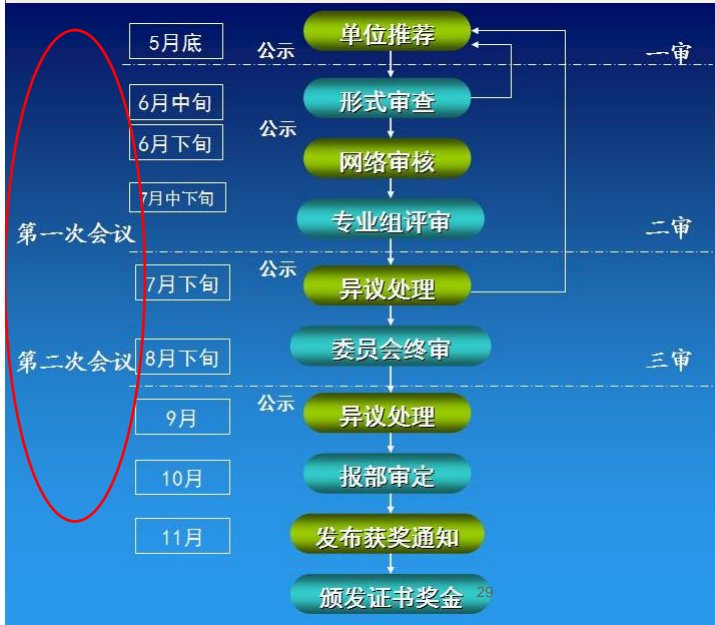 5月底
公示
单位推荐
一审
6月中旬
形式审查
6月下旬
公示
网络审核
7月中下旬
专业组评审
第一次会议
二审
7月下旬
公示
异议处理
第二次会议
8月下旬
委员会终审
三审
9月
公示
异议处理
10月
报部审定
11月
发布获奖通知
颁发证书奖金
29